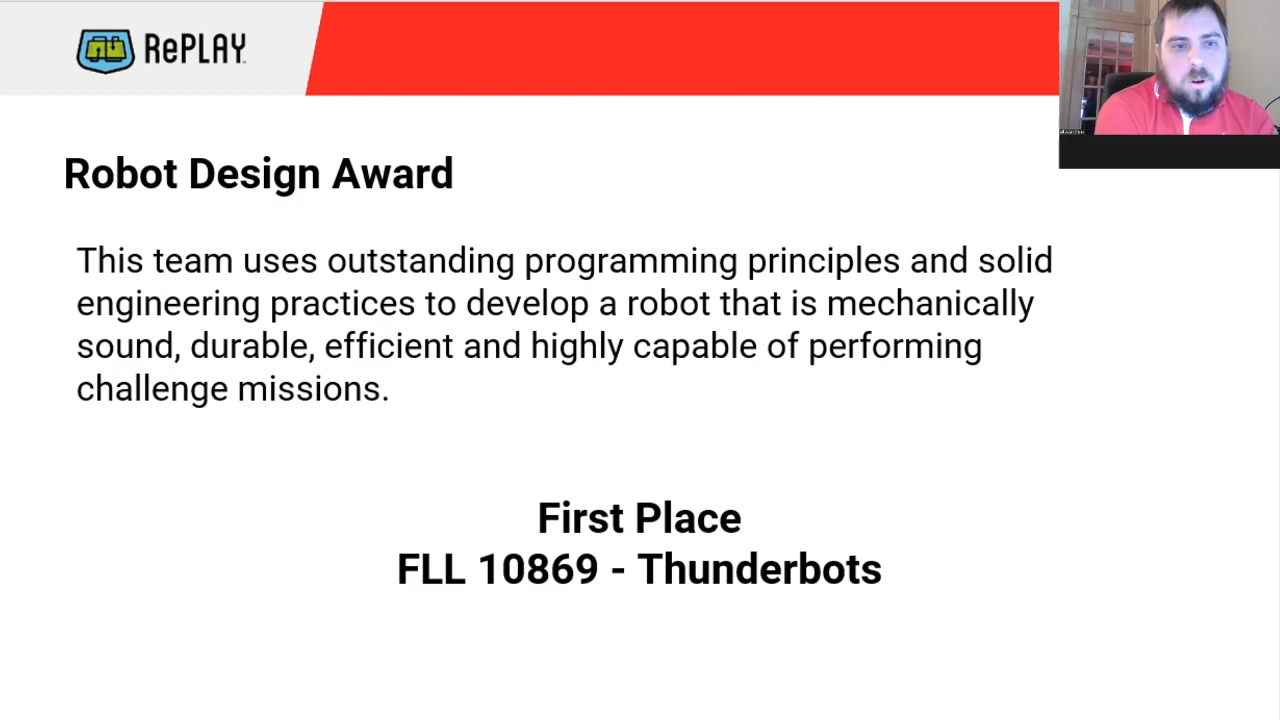 RePLAY
Robot Design Award
This team uses outstanding programming principles and solid
engineering practices to develop a robot that is mechanically
sound, durable, efficient and highly capable of performing
challenge missions.
First Place
FLL 10869 - Thunderbots